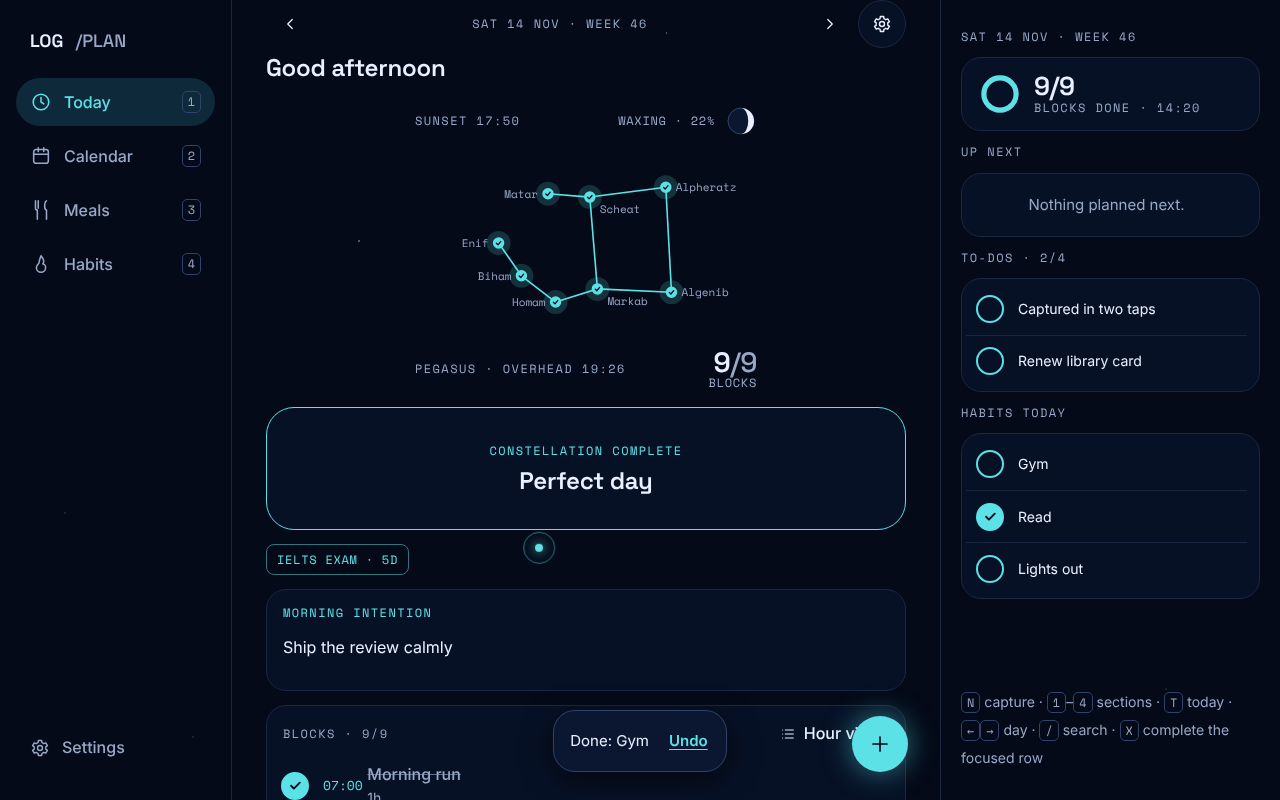 LOG /PLAN
Today 1
Calendar 2
Meals 3
Habits 4
Settings
SAT 14 NOV · WEEK 46
Good afternoon
SUNSET 17:50
WAXING · 22%
Matar
Scheat
Alpheratz
Enif
Biham
Homam
Markab
Algenib
PEGASUS · OVERHEAD 19:26
9/9
BLOCKS
CONSTELLATION COMPLETE
Perfect day
IELTS EXAM · 5D
MORNING INTENTION
Ship the review calmly
BLOCKS · 9/9
Hour
07:00 Morning run
1h
Done: Gym Undo
SAT 14 NOV · WEEK 46
9/9
BLOCKS DONE · 14:20
UP NEXT
Nothing planned next.
TO-DOS · 2/4
Captured in two taps
Renew library card
HABITS TODAY
Gym
Read
Lights out
N capture · 1–4 sections · T today ·
← → day · / search · X complete the
focused row